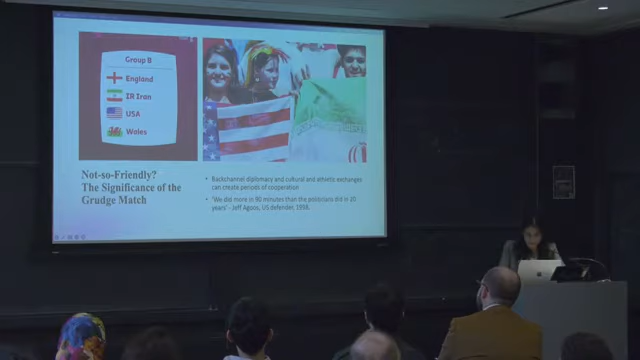 Group B
England
IR Iran
USA
Wales
Not-so-Friendly?
The Significance of the
Grudge Match
• Backchannel diplomacy and cultural and athletic exchanges
can create periods of cooperation
• "We did more in 90 minutes than the politicians did in 20
years" - Jeff Agoos, US defender, 1998.